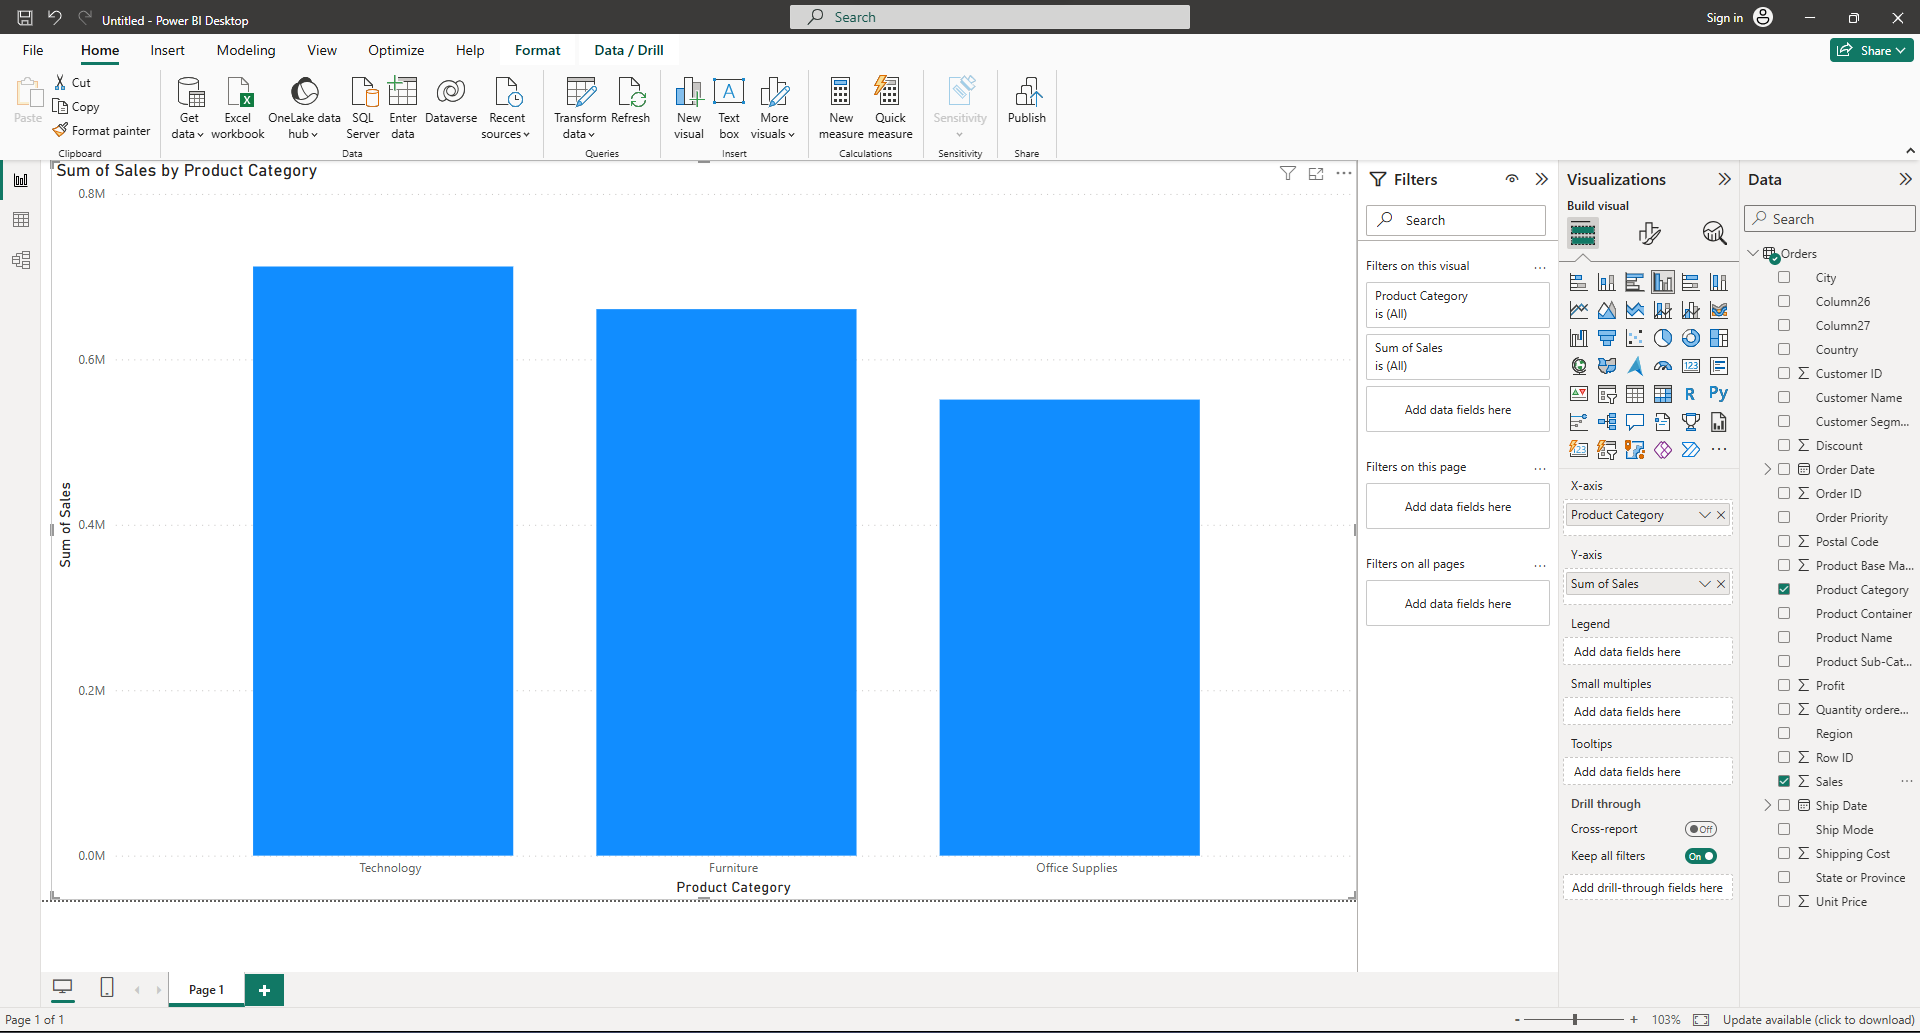 Untitled - Power BI Desktop
Search
Sign in
File
Home
Insert
Modeling
View
Optimize
Help
Format
Data / Drill
Share
Paste
Cut
Copy
Format painter
Clipboard
Get
data
Excel
workbook
OneLake data
hub
SQL
Server
Enter
data
Dataverse
Recent
sources
Data
Transform
data
Refresh
Queries
New
visual
Text
box
More
visuals
Insert
New
measure
Quick
measure
Calculations
Sensitivity
Sensitivity
Publish
Share
Sum of Sales by Product Category
0.8M
0.6M
0.4M
0.2M
0.0M
Sum of Sales
Technology
Furniture
Office Supplies
Product Category
Filters
Search
Filters on this visual
...
Product Category
is (All)
Sum of Sales
is (All)
Add data fields here
Filters on this page
...
Add data fields here
Filters on all pages
...
Add data fields here
Visualizations
Build visual
123
R
Py
123
...
X-axis
Product Category
Y-axis
Sum of Sales
Legend
Add data fields here
Small multiples
Add data fields here
Tooltips
Add data fields here
Drill through
Cross-report
Off
Keep all filters
On
Add drill-through fields here
Data
Search
Orders
City
Column26
Column27
Country
Customer ID
Customer Name
Customer Segm...
Discount
Order Date
Order ID
Order Priority
Postal Code
Product Base Ma...
Product Category
Product Container
Product Name
Product Sub-Cat...
Profit
Quantity ordere...
Region
Row ID
Sales
Ship Date
Ship Mode
Shipping Cost
State or Province
Unit Price
Page 1
Page 1 of 1
- + 103%
Update available (click to download)